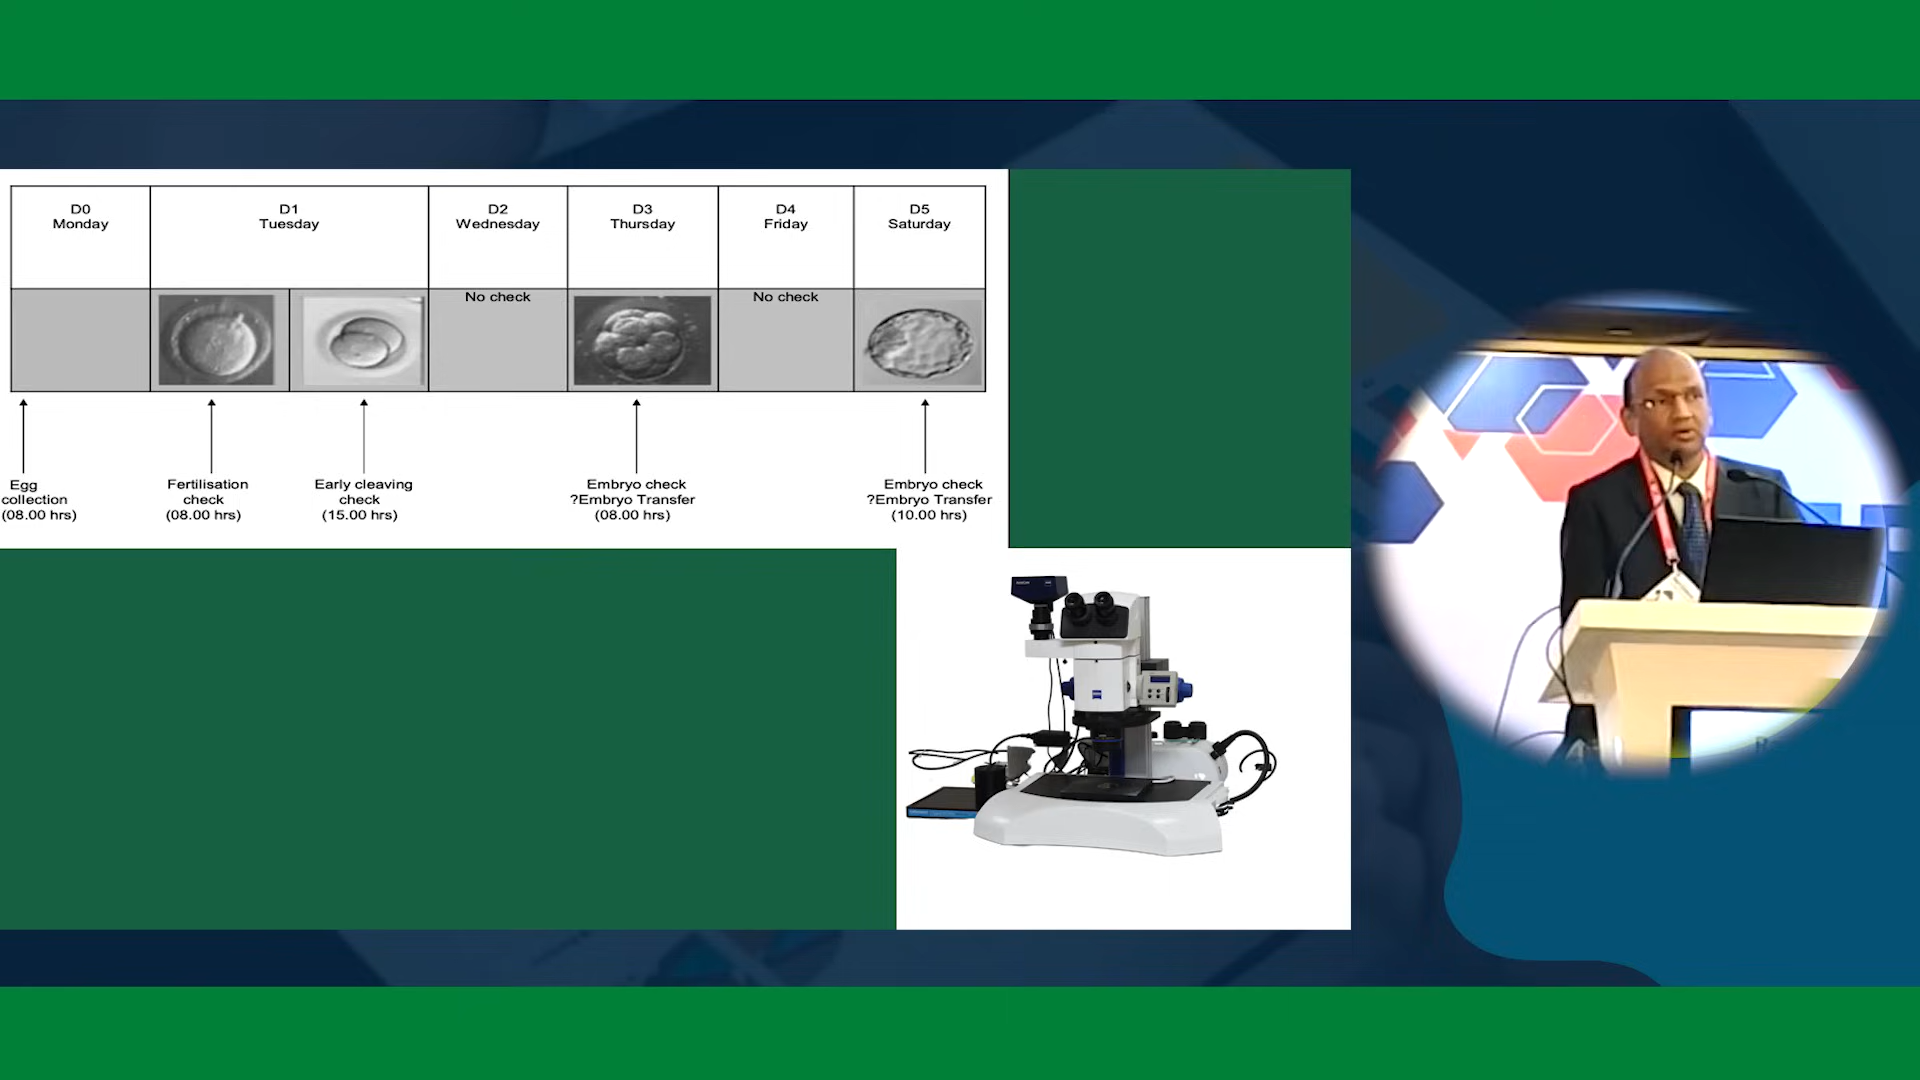 D0
Monday
D1
Tuesday
D2
Wednesday
D3
Thursday
D4
Friday
D5
Saturday
No check
No check
Egg
collection
(08.00 hrs)
Fertilisation
check
(08.00 hrs)
Early cleaving
check
(15.00 hrs)
Embryo check
?Embryo Transfer
(08.00 hrs)
Embryo check
?Embryo Transfer
(10.00 hrs)